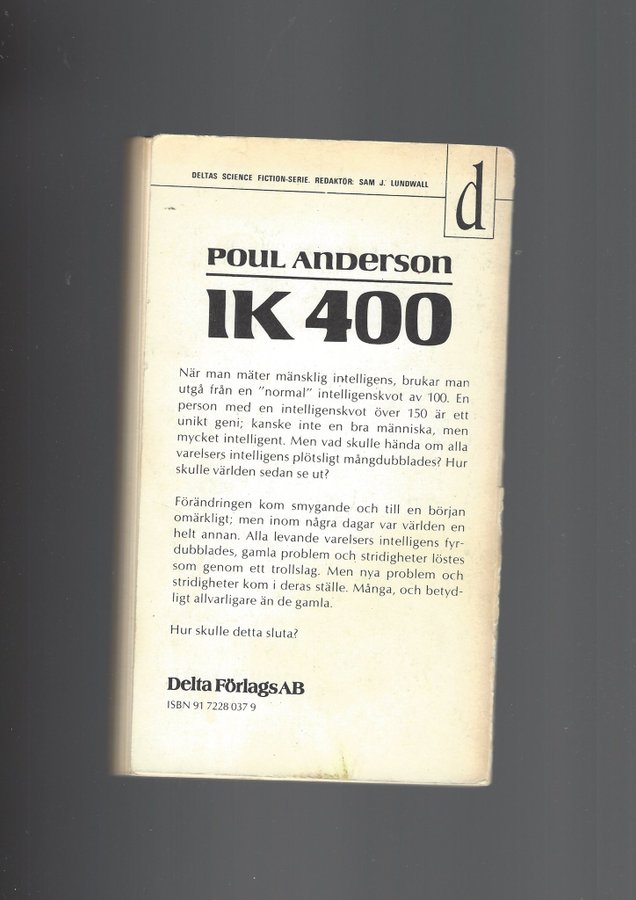 DELTAS SCIENCE FICTION-SERIE. REDAKTÖR: SAM J. LUNDWALL
d
POUL ANDERSON
IK 400
När man mäter mänsklig intelligens, brukar man
utgå från en ”normal” intelligenskvot av 100. En
person med en intelligenskvot över 150 är ett
unikt geni; kanske inte en bra människa, men
mycket intelligent. Men vad skulle hända om alla
varelsers intelligens plötsligt mångdubblades? Hur
skulle världen sedan se ut?
Förändringen kom smygande och till en början
omärkligt; men inom några dagar var världen en
helt annan. Alla levande varelsers intelligens fyr-
dubblades, gamla problem och stridigheter löstes
som genom ett trollslag. Men nya problem och
stridigheter kom i deras ställe. Många, och betyd-
ligt allvarligare än de gamla.
Hur skulle detta sluta?
Delta Förlags AB
ISBN 91 7228 037 9